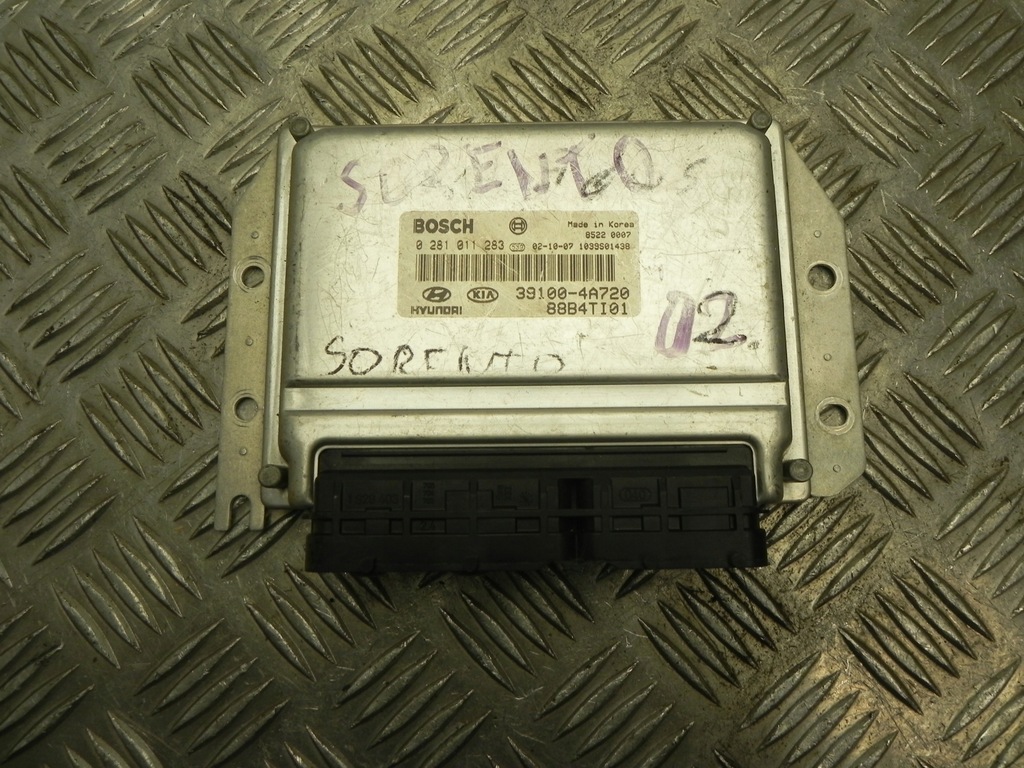 SORENTO
BOSCH Made in Korea
8522 0007
0 281 011 283 02-10-07 1039S01438
39100-4A720
HYUNDAI KIA 88B4TI01
02
SORENTO